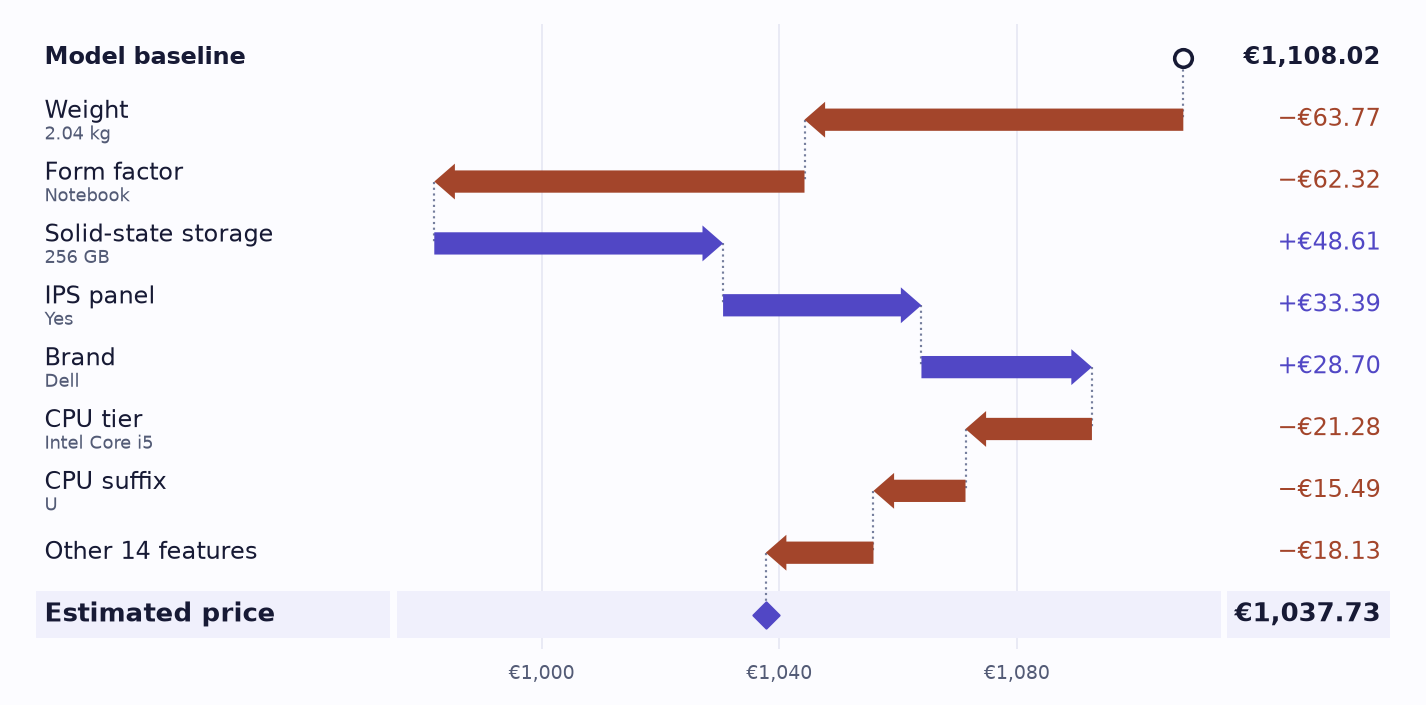 Model baseline €1,108.02
Weight −€63.77
2.04 kg
Form factor −€62.32
Notebook
Solid-state storage +€48.61
256 GB
IPS panel +€33.39
Yes
Brand +€28.70
Dell
CPU tier −€21.28
Intel Core i5
CPU suffix −€15.49
U
Other 14 features −€18.13
Estimated price €1,037.73
€1,000 €1,040 €1,080